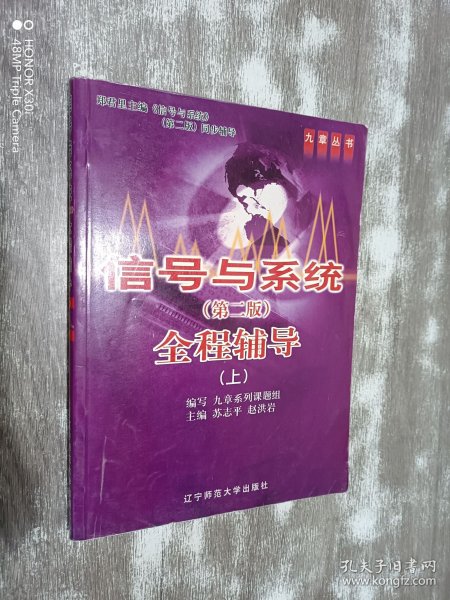 HONOR X30
48MP Triple Camera
郑君里主编《信号与系统》
(第二版)同步辅导
九章丛书
信号与系统
(第二版)
全程辅导
(上)
编写 九章系列课题组
主编 苏志平 赵洪岩
辽宁师范大学出版社
孔夫子旧书网
www.kongfz.com